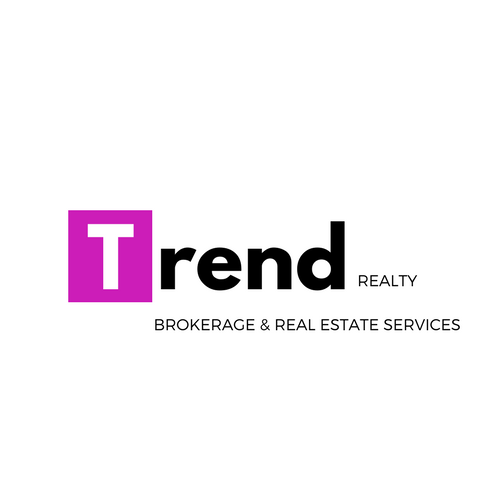 Trend REALTY
BROKERAGE & REAL ESTATE SERVICES